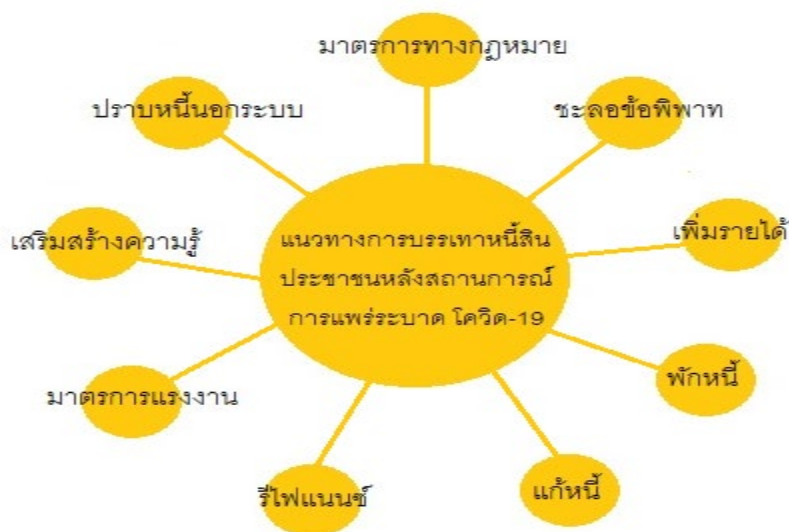 มาตรการทางกฎหมาย
ปราบหนี้นอกระบบ
ชะลอข้อพิพาท
เสริมสร้างความรู้
เพิ่มรายได้
แนวทางการบรรเทาหนี้สิน
ประชาชนหลังสถานการณ์
การแพร่ระบาด โควิด-19
มาตรการแรงงาน
พักหนี้
รีไฟแนนซ์
แก้หนี้